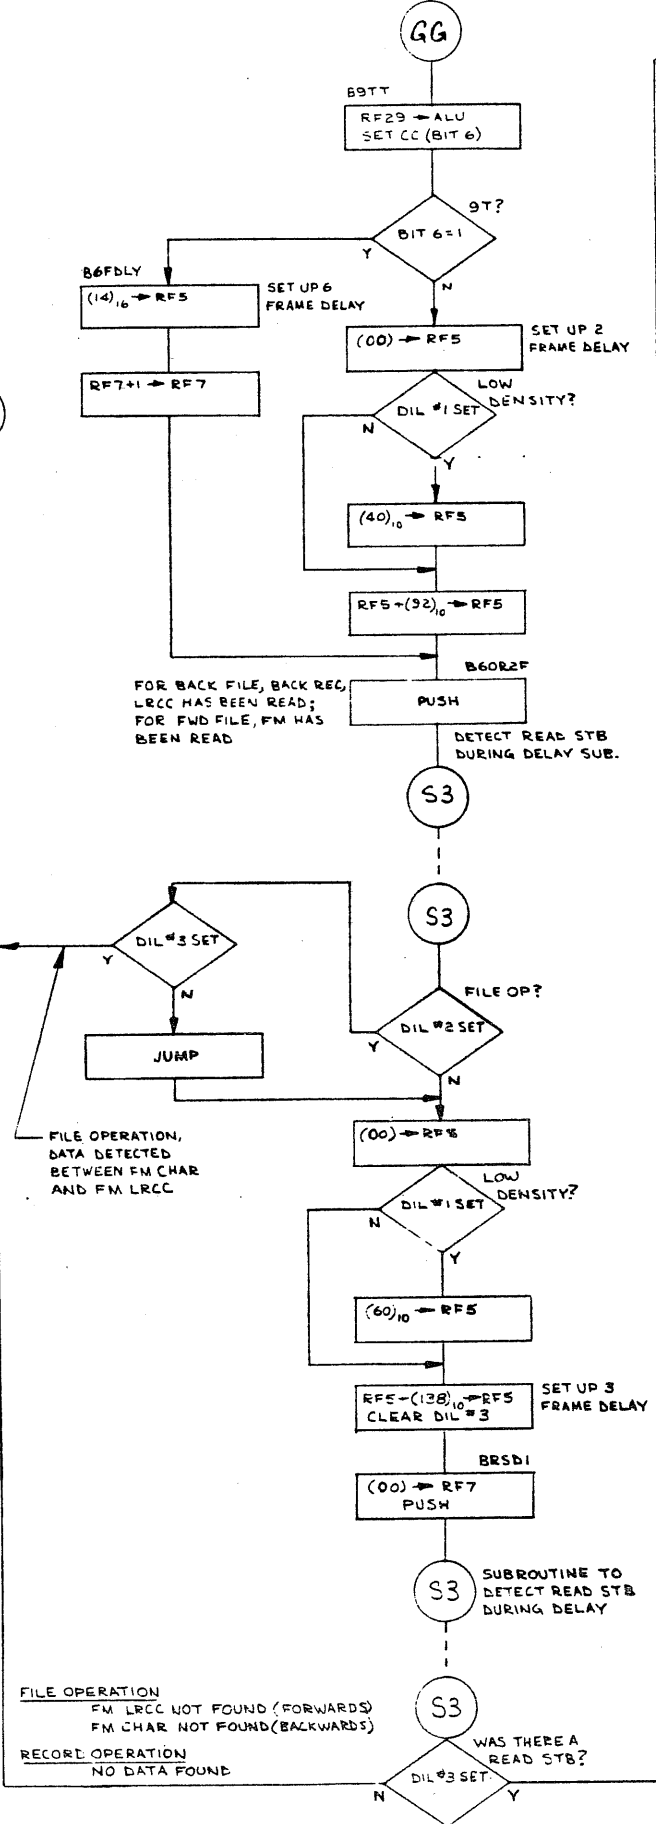 GG
B9TT
RF29 → ALU
SET CC (BIT 6)
9T?
BIT 6=1
Y
N
B6FDLY
(14)₁₆ → RF5
SET UP 6
FRAME DELAY
(00) → RF5
SET UP 2
FRAME DELAY
RF7+1 → RF7
LOW
DENSITY?
DIL #1 SET
N
Y
(40)₁₀ → RF5
RF5+(92)₁₀ → RF5
B6OR2F
FOR BACK FILE, BACK REC,
LRCC HAS BEEN READ;
FOR FWD FILE, FM HAS
BEEN READ
PUSH
DETECT READ STB
DURING DELAY SUB.
S3
S3
DIL #3 SET
Y
N
FILE OP?
DIL #2 SET
Y
N
JUMP
FILE OPERATION,
DATA DETECTED
BETWEEN FM CHAR
AND FM LRCC
(00) →
LOW
DENSITY?
DIL #1 SET
N
Y
(60)₁₀ → RF5
RF5+(138)₁₀ → RF5
CLEAR DIL #3
SET UP 3
FRAME DELAY
BRSD1
(00) → RF7
PUSH
S3
SUBROUTINE TO
DETECT READ STB
DURING DELAY
S3
FILE OPERATION
FM LRCC NOT FOUND (FORWARDS)
FM CHAR NOT FOUND (BACKWARDS)
RECORD OPERATION
NO DATA FOUND
WAS THERE A
READ STB?
DIL #3 SET
N
Y